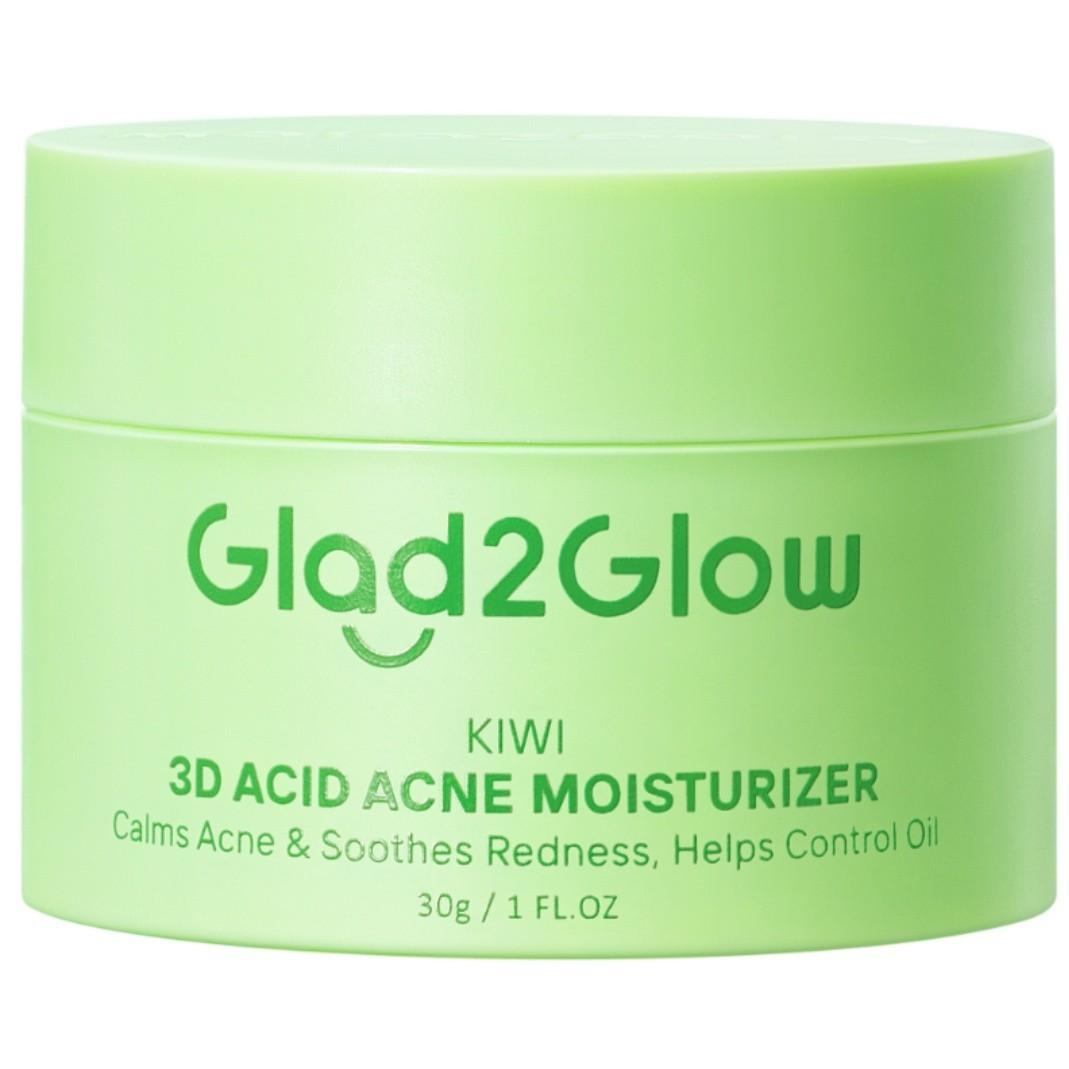 Glad2Glow
KIWI
3D ACID ACNE MOISTURIZER
Calms Acne & Soothes Redness, Helps Control Oil
30g / 1 FL.OZ